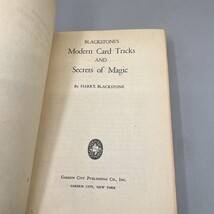 BLACKSTONE'S
Modern Card Tricks
AND
Secrets of Magic
By HARRY BLACKSTONE
GARDEN CITY PUBLISHING CO., INC.
GARDEN CITY, NEW YORK